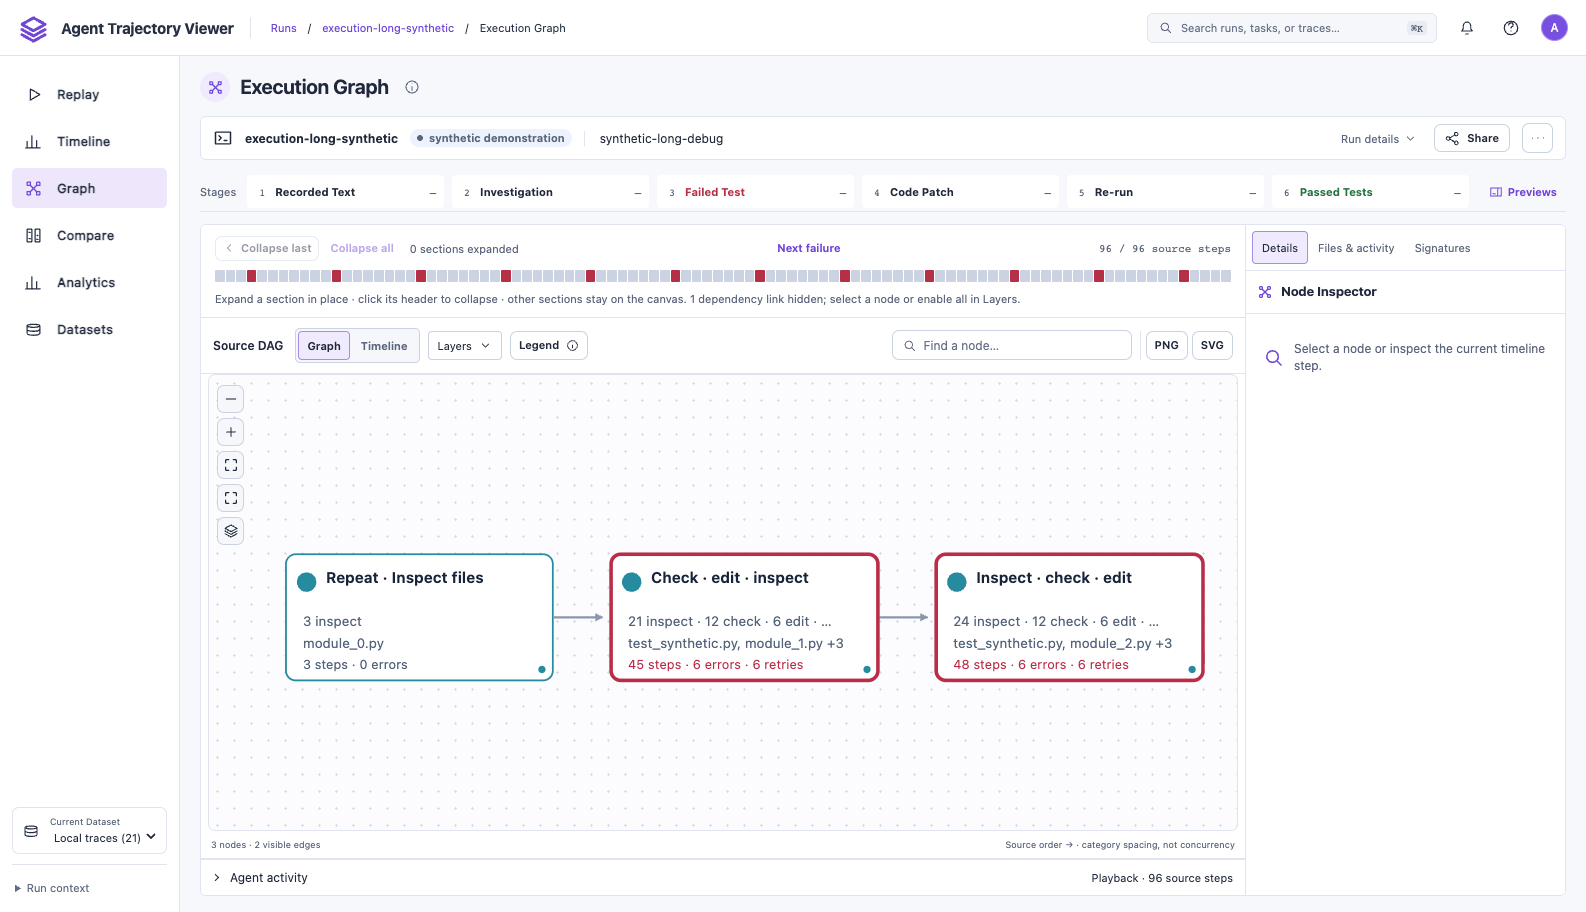 Agent Trajectory Viewer
Runs / execution-long-synthetic / Execution Graph
Search runs, tasks, or traces... ⌘K
A
Replay
Timeline
Graph
Compare
Analytics
Datasets
Current Dataset
Local traces (21)
Run context
Execution Graph
execution-long-synthetic
synthetic demonstration
synthetic-long-debug
Run details
Share
···
Stages
1 Recorded Text –
2 Investigation –
3 Failed Test –
4 Code Patch –
5 Re-run –
6 Passed Tests –
Previews
Collapse last
Collapse all
0 sections expanded
Next failure
96 / 96 source steps
Expand a section in place · click its header to collapse · other sections stay on the canvas. 1 dependency link hidden; select a node or enable all in Layers.
Source DAG
Graph
Timeline
Layers
Legend
Find a node...
PNG
SVG
Repeat · Inspect files
3 inspect
module_0.py
3 steps · 0 errors
Check · edit · inspect
21 inspect · 12 check · 6 edit · ...
test_synthetic.py, module_1.py +3
45 steps · 6 errors · 6 retries
Inspect · check · edit
24 inspect · 12 check · 6 edit · ...
test_synthetic.py, module_2.py +3
48 steps · 6 errors · 6 retries
3 nodes · 2 visible edges
Source order → · category spacing, not concurrency
Agent activity
Playback · 96 source steps
Details
Files & activity
Signatures
Node Inspector
Select a node or inspect the current timeline
step.